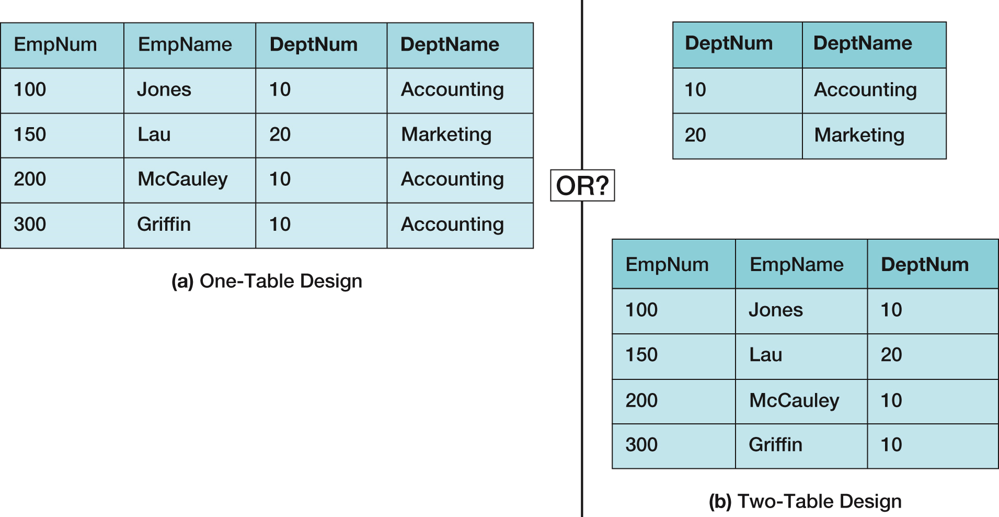 EmpNum EmpName DeptNum DeptName
100 Jones 10 Accounting
150 Lau 20 Marketing
200 McCauley 10 Accounting
300 Griffin 10 Accounting
(a) One-Table Design
OR?
DeptNum DeptName
10 Accounting
20 Marketing
EmpNum EmpName DeptNum
100 Jones 10
150 Lau 20
200 McCauley 10
300 Griffin 10
(b) Two-Table Design